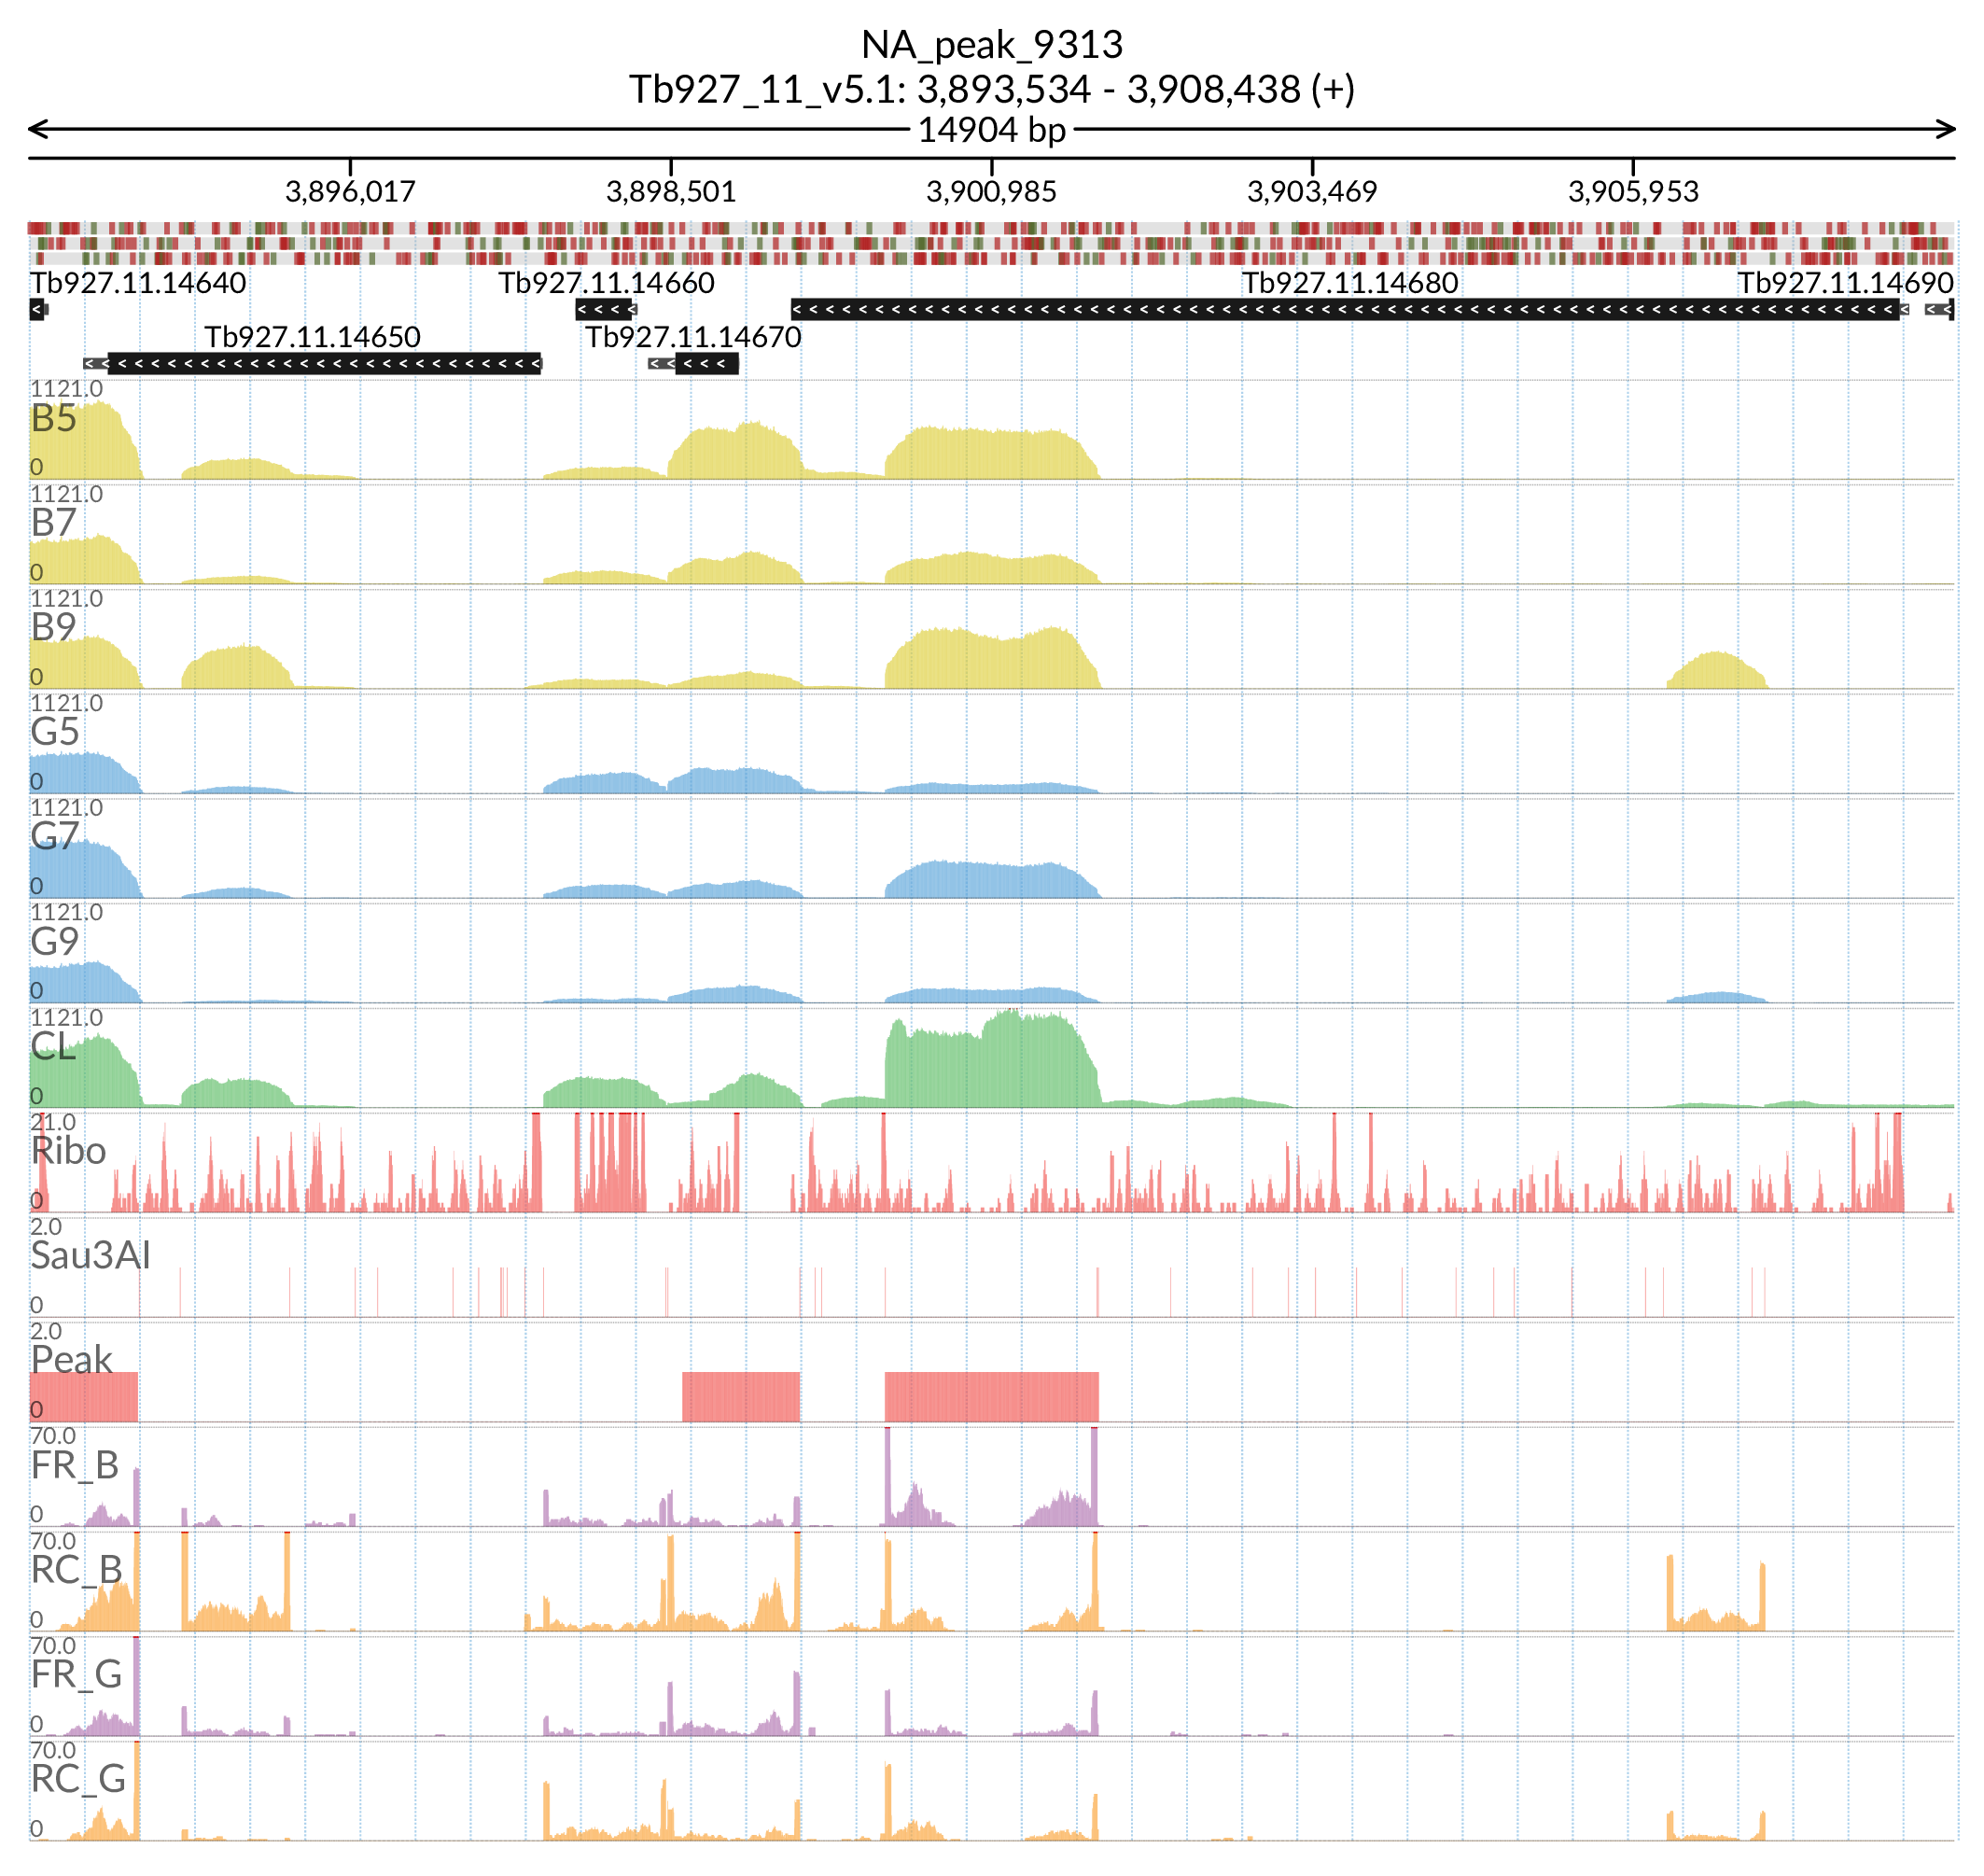 NA_peak_9313
Tb927_11_v5.1: 3,893,534 - 3,908,438 (+)
14904 bp
3,896,017 3,898,501 3,900,985 3,903,469 3,905,953
Tb927.11.14640 Tb927.11.14660 Tb927.11.14680 Tb927.11.14690
Tb927.11.14650 Tb927.11.14670
1121.0
B5
0
1121.0
B7
0
1121.0
B9
0
1121.0
G5
0
1121.0
G7
0
1121.0
G9
0
1121.0
CL
0
21.0
Ribo
0
2.0
Sau3AI
0
2.0
Peak
0
70.0
FR_B
0
70.0
RC_B
0
70.0
FR_G
0
70.0
RC_G
0